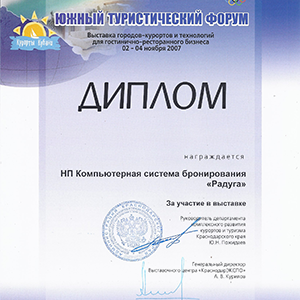 ЮЖНЫЙ ТУРИСТИЧЕСКИЙ ФОРУМ
Выставка городов-курортов и технологий
для гостинично-ресторанного бизнеса
02 - 04 ноября 2007
Курорты Кубани
ДИПЛОМ
награждается
НП Компьютерная система бронирования
«Радуга»
За участие в выставке
Руководитель департамента
комплексного развития
курортов и туризма
Краснодарского края
Ю.Н. Пожидаев
Генеральный директор
Выставочного центра «КраснодарЭКСПО»
А. В.